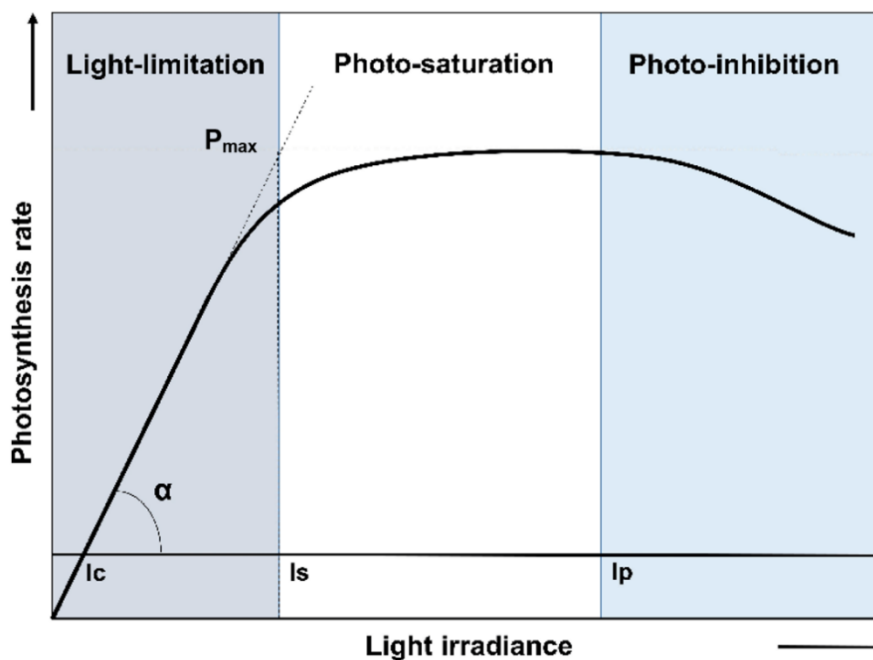 Light-limitation
Photo-saturation
Photo-inhibition
Pmax
Photosynthesis rate
α
Ic
Is
Ip
Light irradiance